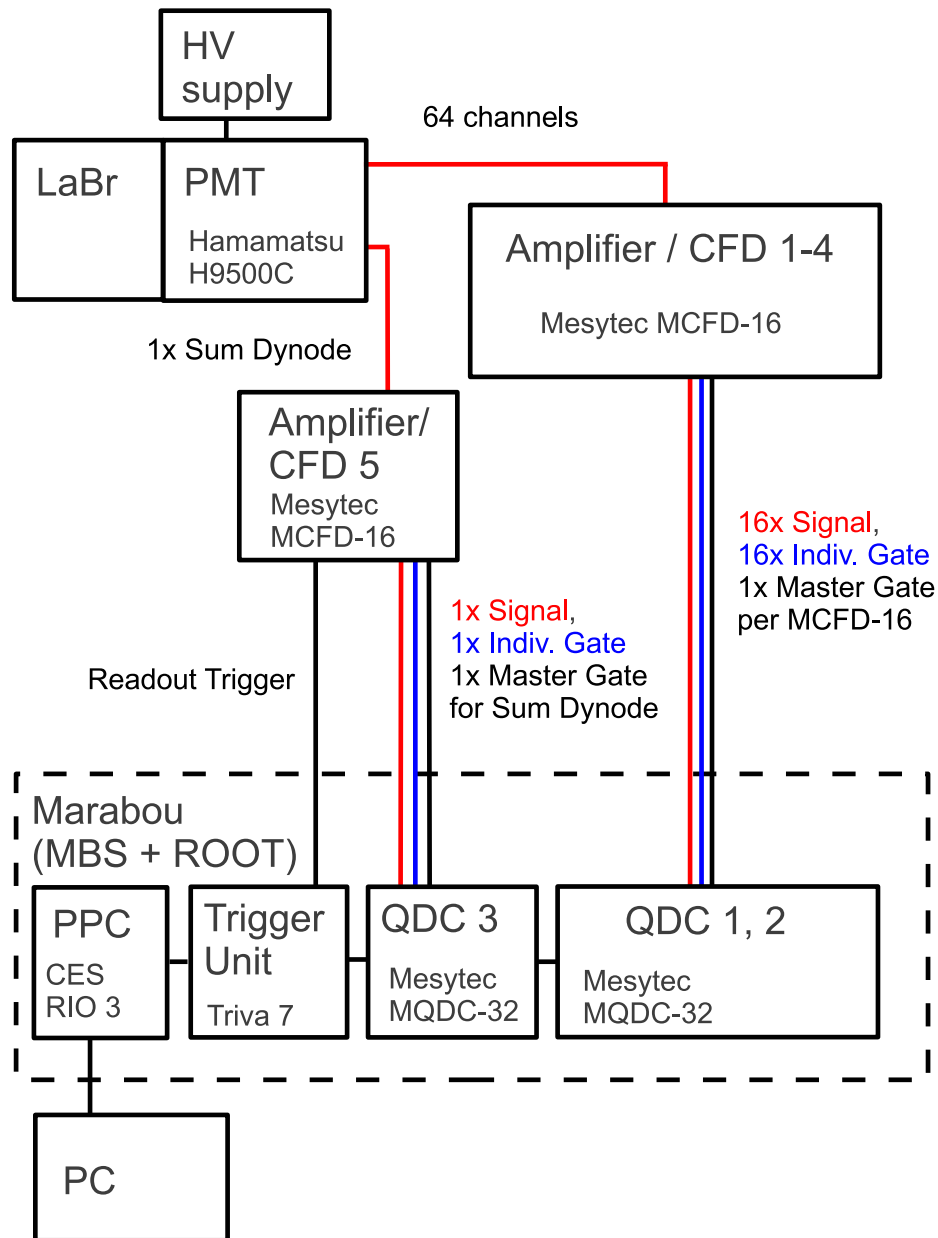 HV
supply
64 channels
LaBr
PMT
Hamamatsu
H9500C
Amplifier / CFD 1-4
Mesytec MCFD-16
1x Sum Dynode
Amplifier/
CFD 5
Mesytec
MCFD-16
16x Signal,
16x Indiv. Gate
1x Master Gate
per MCFD-16
1x Signal,
1x Indiv. Gate
1x Master Gate
for Sum Dynode
Readout Trigger
Marabou
(MBS + ROOT)
PPC
CES
RIO 3
Trigger
Unit
Triva 7
QDC 3
Mesytec
MQDC-32
QDC 1, 2
Mesytec
MQDC-32
PC